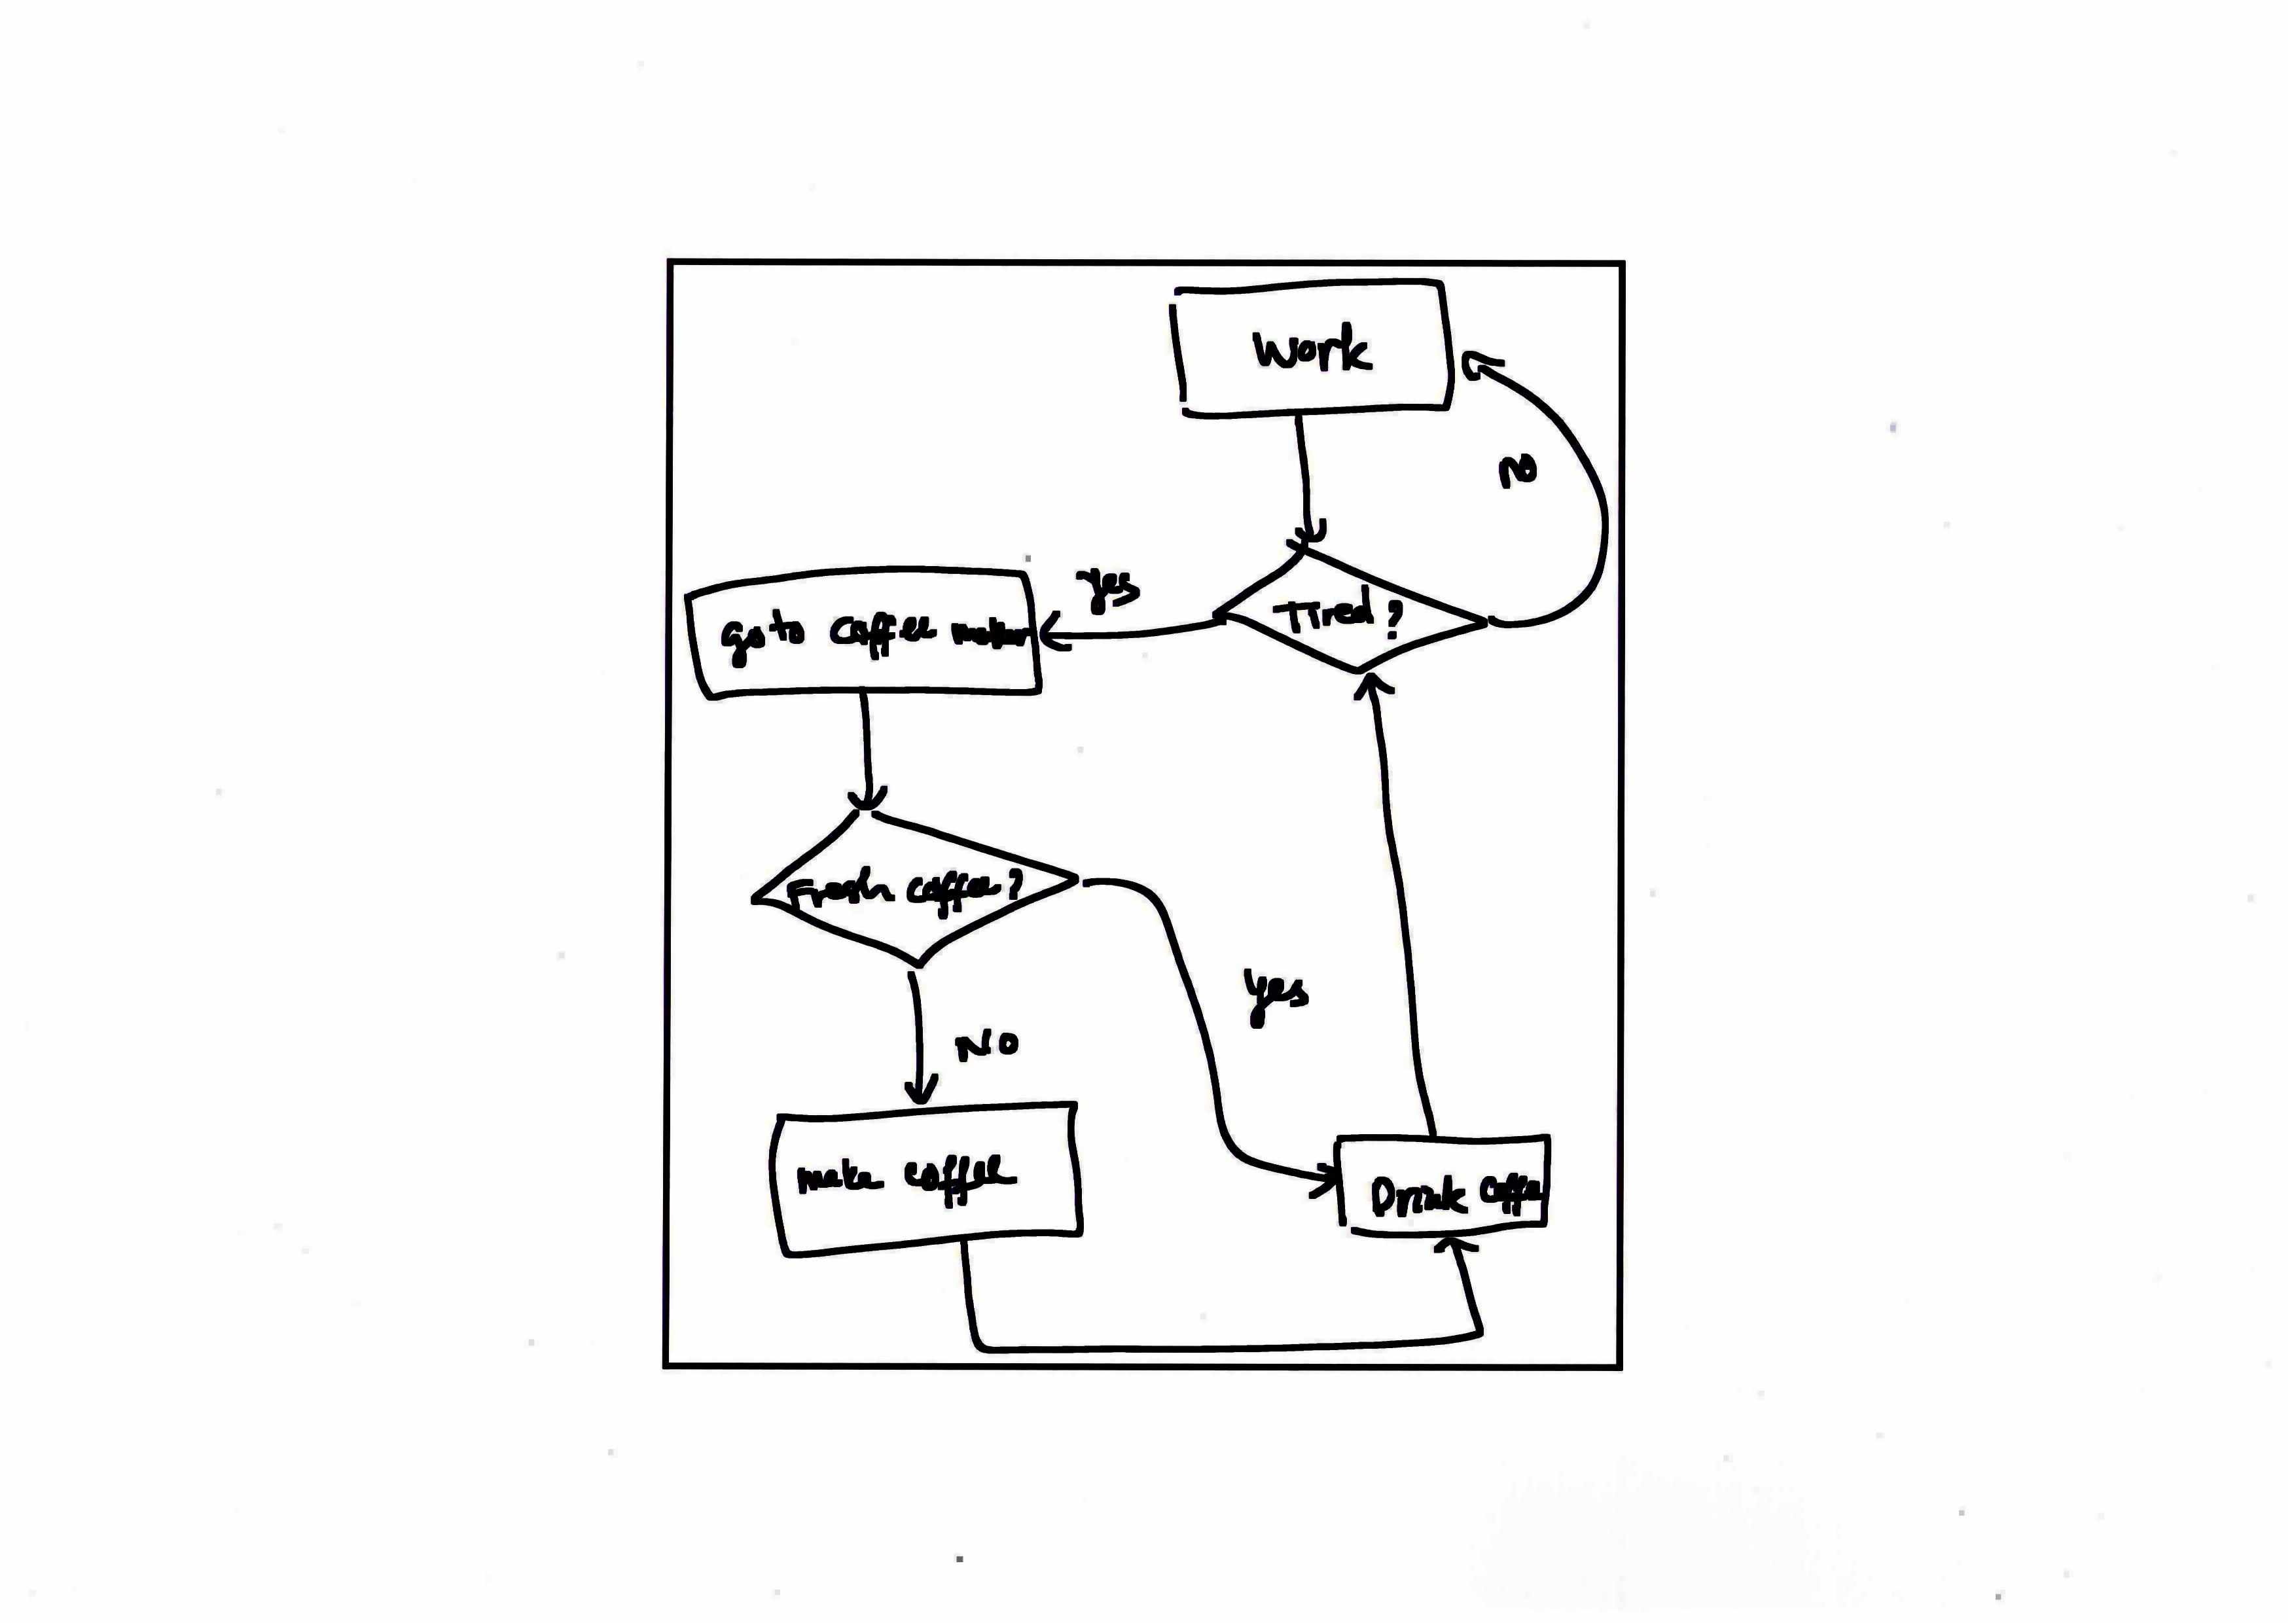 Work
NO
Yes
Tired ?
go to coffee maker
Fresh coffee ?
Yes
NO
make coffee
Drink coffee